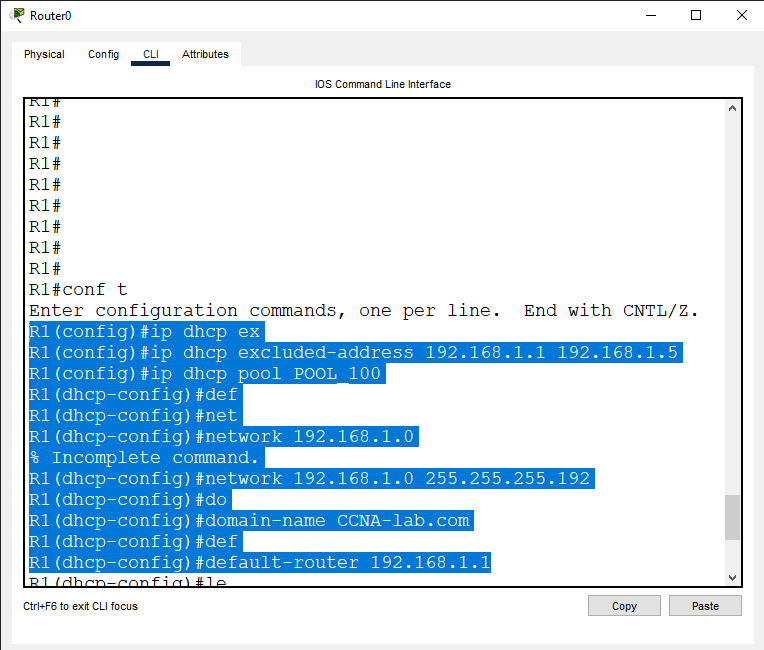 Router0
Physical Config CLI Attributes
IOS Command Line Interface
R1#
R1#
R1#
R1#
R1#
R1#
R1#
R1#
R1#
R1#conf t
Enter configuration commands, one per line. End with CNTL/Z.
R1(config)#ip dhcp ex
R1(config)#ip dhcp excluded-address 192.168.1.1 192.168.1.5
R1(config)#ip dhcp pool POOL_100
R1(dhcp-config)#def
R1(dhcp-config)#net
R1(dhcp-config)#network 192.168.1.0
% Incomplete command.
R1(dhcp-config)#network 192.168.1.0 255.255.255.192
R1(dhcp-config)#do
R1(dhcp-config)#domain-name CCNA-lab.com
R1(dhcp-config)#def
R1(dhcp-config)#default-router 192.168.1.1
R1(dhcp-config)#le
Ctrl+F6 to exit CLI focus
Copy Paste